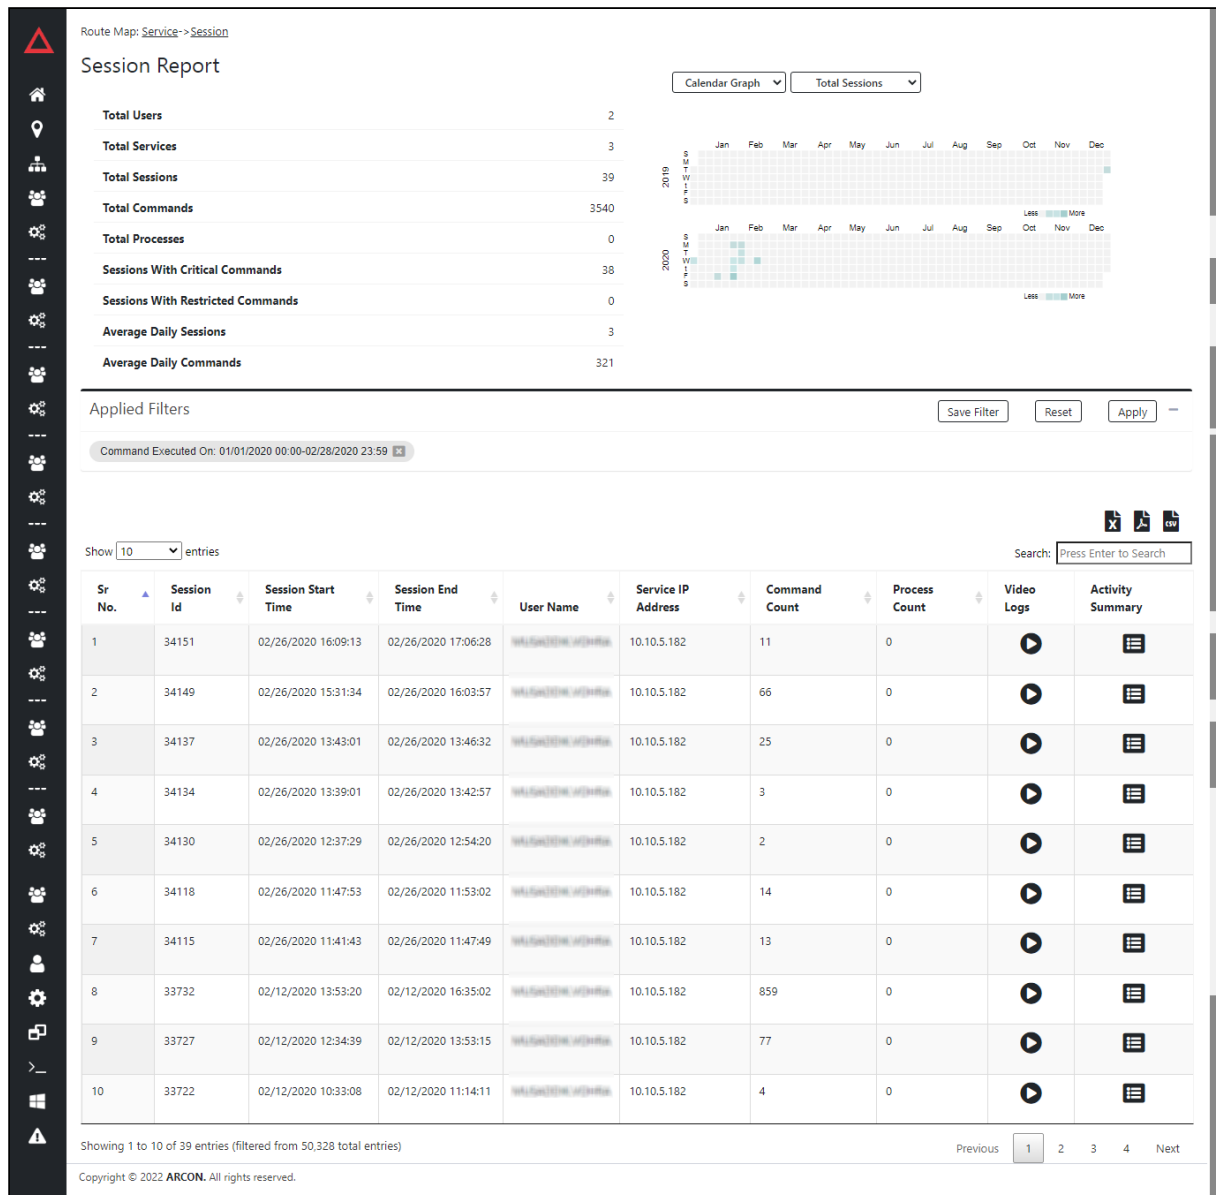 Route Map: Service->Session
Session Report
Calendar Graph
Total Sessions
Total Users 2
Total Services 3
Total Sessions 39
Total Commands 3540
Total Processes 0
Sessions With Critical Commands 38
Sessions With Restricted Commands 0
Average Daily Sessions 3
Average Daily Commands 321
Jan Feb Mar Apr May Jun Jul Aug Sep Oct Nov Dec
2019
S
M
T
W
t
F
S
Less More
Jan Feb Mar Apr May Jun Jul Aug Sep Oct Nov Dec
2020
S
M
T
W
t
F
S
Less More
Applied Filters
Save Filter Reset Apply
Command Executed On: 01/01/2020 00:00-02/28/2020 23:59
CSV
Show 10 entries
Search: Press Enter to Search
Sr No. Session Id Session Start Time Session End Time User Name Service IP Address Command Count Process Count Video Logs Activity Summary
1 34151 02/26/2020 16:09:13 02/26/2020 17:06:28 10.10.5.182 11 0
2 34149 02/26/2020 15:31:34 02/26/2020 16:03:57 10.10.5.182 66 0
3 34137 02/26/2020 13:43:01 02/26/2020 13:46:32 10.10.5.182 25 0
4 34134 02/26/2020 13:39:01 02/26/2020 13:42:57 10.10.5.182 3 0
5 34130 02/26/2020 12:37:29 02/26/2020 12:54:20 10.10.5.182 2 0
6 34118 02/26/2020 11:47:53 02/26/2020 11:53:02 10.10.5.182 14 0
7 34115 02/26/2020 11:41:43 02/26/2020 11:47:49 10.10.5.182 13 0
8 33732 02/12/2020 13:53:20 02/12/2020 16:35:02 10.10.5.182 859 0
9 33727 02/12/2020 12:34:39 02/12/2020 13:53:15 10.10.5.182 77 0
10 33722 02/12/2020 10:33:08 02/12/2020 11:14:11 10.10.5.182 4 0
Showing 1 to 10 of 39 entries (filtered from 50,328 total entries)
Previous 1 2 3 4 Next
Copyright © 2022 ARCON. All rights reserved.